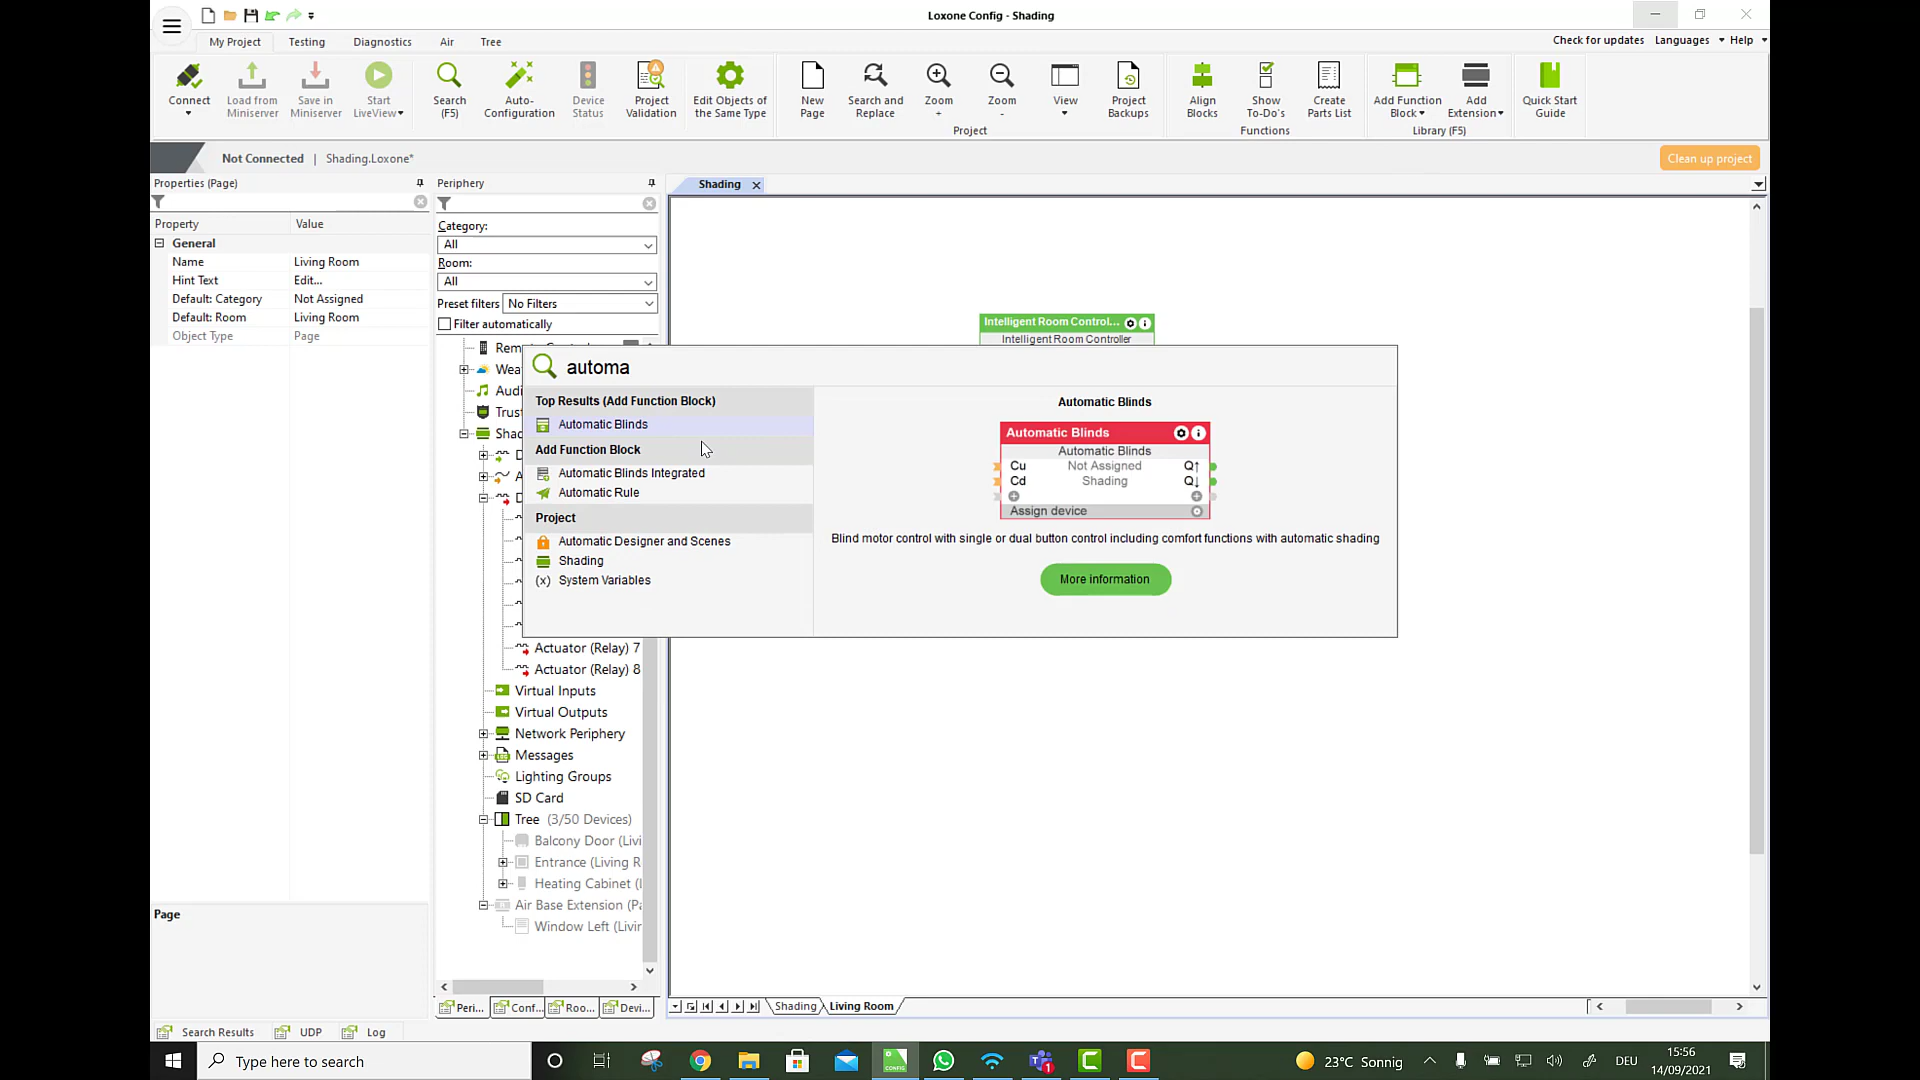 Loxone Config - Shading
My Project Testing Diagnostics Air Tree
Check for updates Languages Help
Connect
Load from Miniserver
Save in Miniserver
Start LiveView
Search (F5)
Auto-Configuration
Device Status
Project Validation
Edit Objects of the Same Type
New Page
Search and Replace
Zoom +
Zoom -
View
Project Backups
Align Blocks
Show To-Do's
Create Parts List
Add Function Block
Add Extension
Quick Start Guide
Project
Functions
Library (F5)
Not Connected | Shading.Loxone*
Clean up project
Properties (Page)
Property Value
General
Name Living Room
Hint Text Edit...
Default: Category Not Assigned
Default: Room Living Room
Object Type Page
Page
Periphery
Category:
All
Room:
All
Preset filters No Filters
Filter automatically
Actuator (Relay) 7
Actuator (Relay) 8
Virtual Inputs
Virtual Outputs
Network Periphery
Messages
Lighting Groups
SD Card
Tree (3/50 Devices)
Balcony Door (Livi
Entrance (Living R
Heating Cabinet (
Air Base Extension (Pa
Window Left (Livir
Peri... Conf... Roo... Devi...
Shading
Intelligent Room Control...
Intelligent Room Controller
automa
Top Results (Add Function Block)
Automatic Blinds
Add Function Block
Automatic Blinds Integrated
Automatic Rule
Project
Automatic Designer and Scenes
Shading
(x) System Variables
Automatic Blinds
Automatic Blinds
Automatic Blinds
Cu Not Assigned Q↑
Cd Shading Q↓
Assign device
Blind motor control with single or dual button control including comfort functions with automatic shading
More information
Shading Living Room
Search Results UDP Log
Type here to search
23°C Sonnig
DEU
15:56
14/09/2021